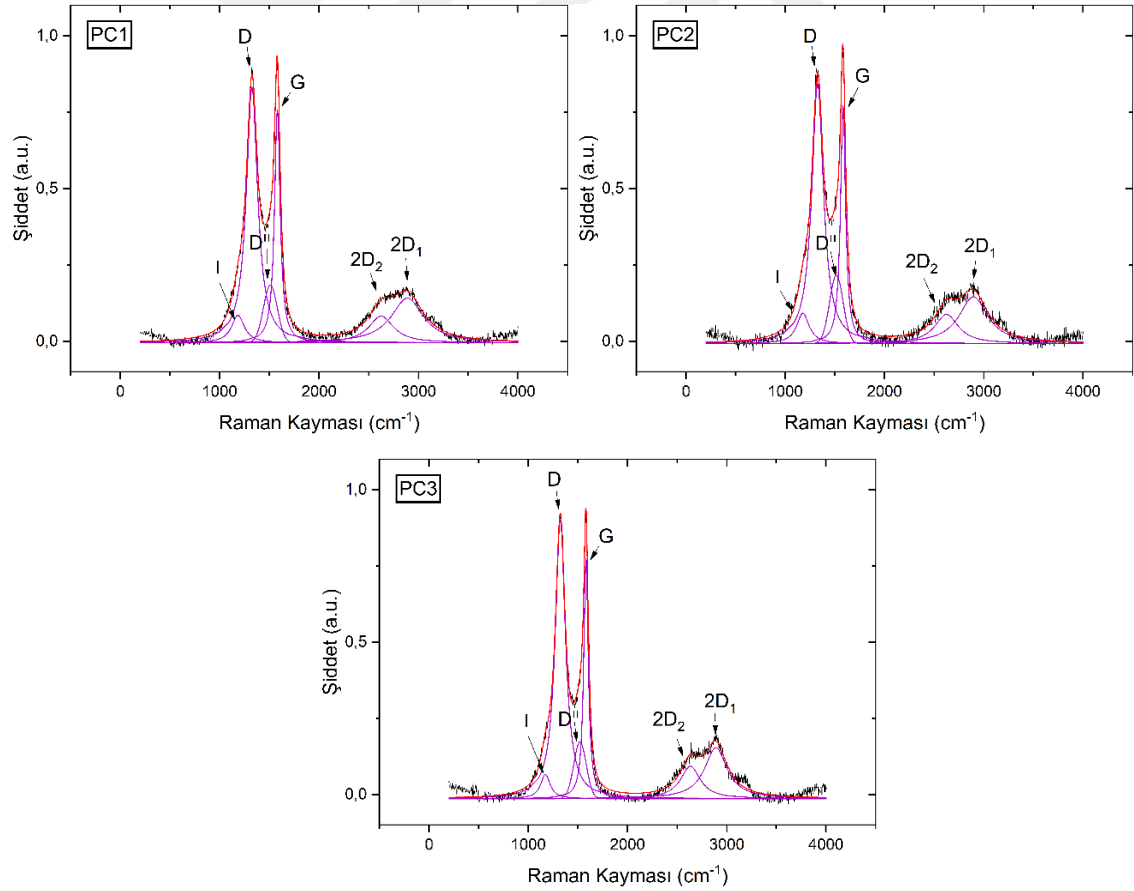 PC1
D
G
I
D"
2D₂
2D₁
1,0
0,5
0,0
Şiddet (a.u.)
0
1000
2000
3000
4000
Raman Kayması (cm⁻¹)
PC2
D
G
I
D"
2D₂
2D₁
1,0
0,5
0,0
Şiddet (a.u.)
0
1000
2000
3000
4000
Raman Kayması (cm⁻¹)
PC3
D
G
I
D"
2D₂
2D₁
1,0
0,5
0,0
Şiddet (a.u.)
0
1000
2000
3000
4000
Raman Kayması (cm⁻¹)